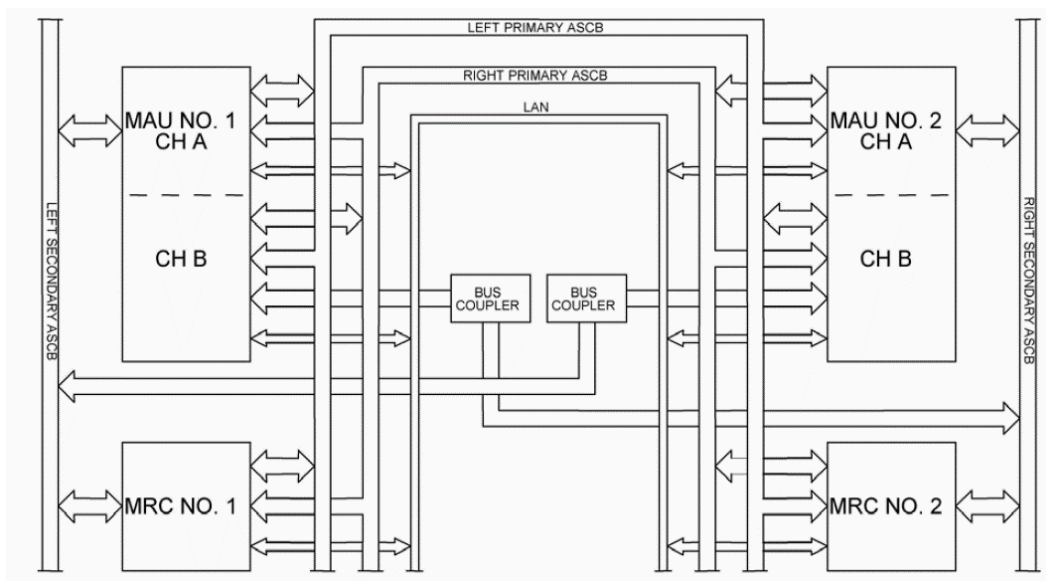 LEFT PRIMARY ASCB
RIGHT PRIMARY ASCB
LAN
MAU NO. 1
CH A
CH B
MAU NO. 2
CH A
CH B
LEFT SECONDARY ASCB
RIGHT SECONDARY ASCB
BUS
COUPLER
BUS
COUPLER
MRC NO. 1
MRC NO. 2